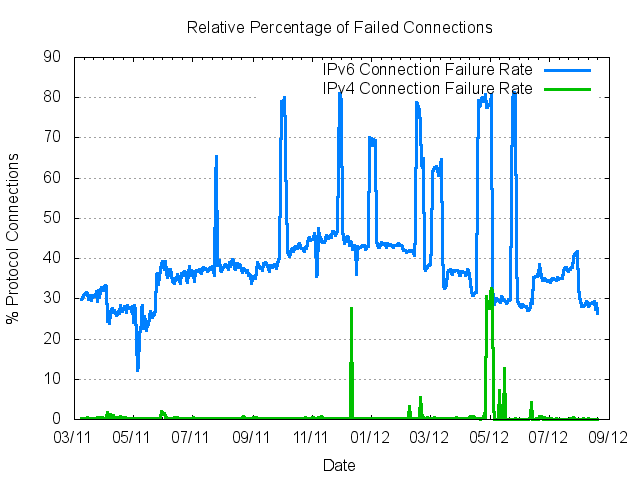 Relative Percentage of Failed Connections
90
80
70
60
50
40
30
20
10
0
% Protocol Connections
IPv6 Connection Failure Rate
IPv4 Connection Failure Rate
03/11 05/11 07/11 09/11 11/11 01/12 03/12 05/12 07/12 09/12
Date